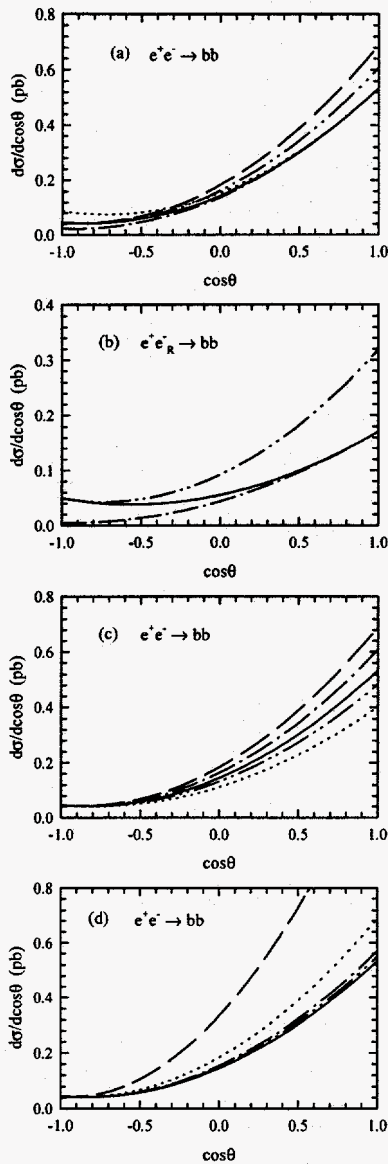 0.8
0.6
0.4
0.2
0.0
dσ/dcosθ (pb)
(a) e⁺e⁻ → bb
-1.0 -0.5 0.0 0.5 1.0
cosθ
0.4
0.3
0.2
0.1
0.0
dσ/dcosθ (pb)
(b) e⁺e⁻_R → bb
-1.0 -0.5 0.0 0.5 1.0
cosθ
0.8
0.6
0.4
0.2
0.0
dσ/dcosθ (pb)
(c) e⁺e⁻ → bb
-1.0 -0.5 0.0 0.5 1.0
cosθ
0.8
0.6
0.4
0.2
0.0
dσ/dcosθ (pb)
(d) e⁺e⁻ → bb
-1.0 -0.5 0.0 0.5 1.0
cosθ